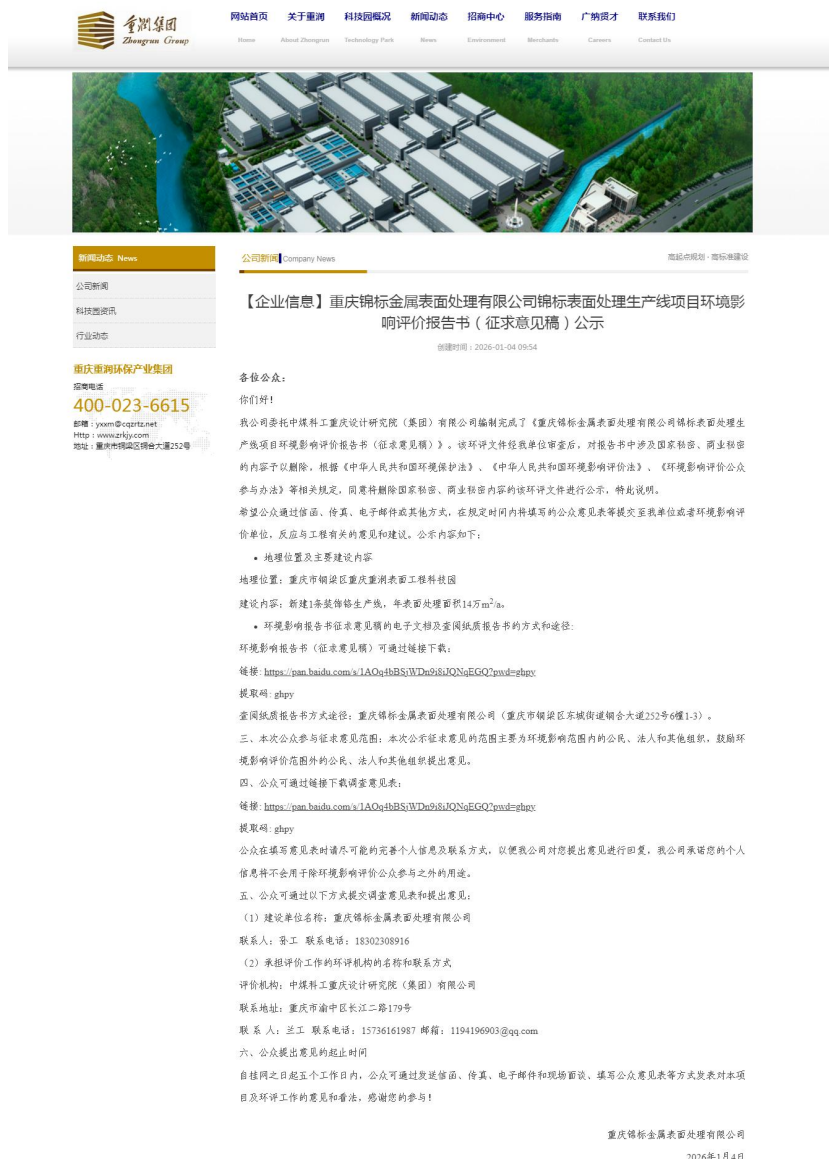 重润集团
Zhongrun Group
网站首页 关于重润 科技园概况 新闻动态 招商中心 服务指南 广纳贤才 联系我们
Home About Zhongrun Technology Park News Environment Merchants Careers Contact Us
新闻动态 News
公司新闻
科技园资讯
行业动态
重庆重润环保产业集团
招商电话
400-023-6615
邮箱：yxxm@cqzrtz.net
Http：www.zrkjy.com
地址：重庆市铜梁区铜合大道252号
公司新闻 Company News
高起点规划·高标准建设
【企业信息】重庆锦标金属表面处理有限公司锦标表面处理生产线项目环境影
响评价报告书（征求意见稿）公示
创建时间：2026-01-04 09:54
各位公众：
你们好！
我公司委托中煤科工重庆设计研究院（集团）有限公司编制完成了《重庆锦标金属表面处理有限公司锦标表面处理生
产线项目环境影响评价报告书（征求意见稿）》。该环评文件经我单位审查后，对报告书中涉及国家秘密、商业秘密
的内容予以删除，根据《中华人民共和国环境保护法》、《中华人民共和国环境影响评价法》、《环境影响评价公众
参与办法》等相关规定，同意将删除国家秘密、商业秘密内容的该环评文件进行公示，特此说明。
希望公众通过信函、传真、电子邮件或其他方式，在规定时间内将填写的公众意见表等提交至我单位或者环境影响评
价单位，反应与工程有关的意见和建议。公示内容如下：
• 地理位置及主要建设内容
地理位置：重庆市铜梁区重庆重润表面工程科技园
建设内容：新建1条装饰铬生产线，年表面处理面积14万m²/a。
• 环境影响报告书征求意见稿的电子文档及查阅纸质报告书的方式和途径:
环境影响报告书（征求意见稿）可通过链接下载：
链接: https://pan.baidu.com/s/1AOq4bBSjWDn9i8iJQNqEGQ?pwd=ghpy
提取码: ghpy
查阅纸质报告书方式途径：重庆锦标金属表面处理有限公司（重庆市铜梁区东城街道铜合大道252号6幢1-3）。
三、本次公众参与征求意见范围：本次公示征求意见的范围主要为环境影响范围内的公民、法人和其他组织，鼓励环
境影响评价范围外的公民、法人和其他组织提出意见。
四、公众可通过链接下载调查意见表：
链接: https://pan.baidu.com/s/1AOq4bBSjWDn9i8iJQNqEGQ?pwd=ghpy
提取码: ghpy
公众在填写意见表时请尽可能的完善个人信息及联系方式，以便我公司对您提出意见进行回复，我公司承诺您的个人
信息将不会用于除环境影响评价公众参与之外的用途。
五、公众可通过以下方式提交调查意见表和提出意见：
（1）建设单位名称：重庆锦标金属表面处理有限公司
联系人：孙工 联系电话：18302308916
（2）承担评价工作的环评机构的名称和联系方式
评价机构：中煤科工重庆设计研究院（集团）有限公司
联系地址：重庆市渝中区长江二路179号
联 系 人：兰工 联系电话：15736161987 邮箱：1194196903@qq.com
六、公众提出意见的起止时间
自挂网之日起五个工作日内，公众可通过发送信函、传真、电子邮件和现场面谈、填写公众意见表等方式发表对本项
目及环评工作的意见和看法，感谢您的参与！
重庆锦标金属表面处理有限公司
2026年1月4日